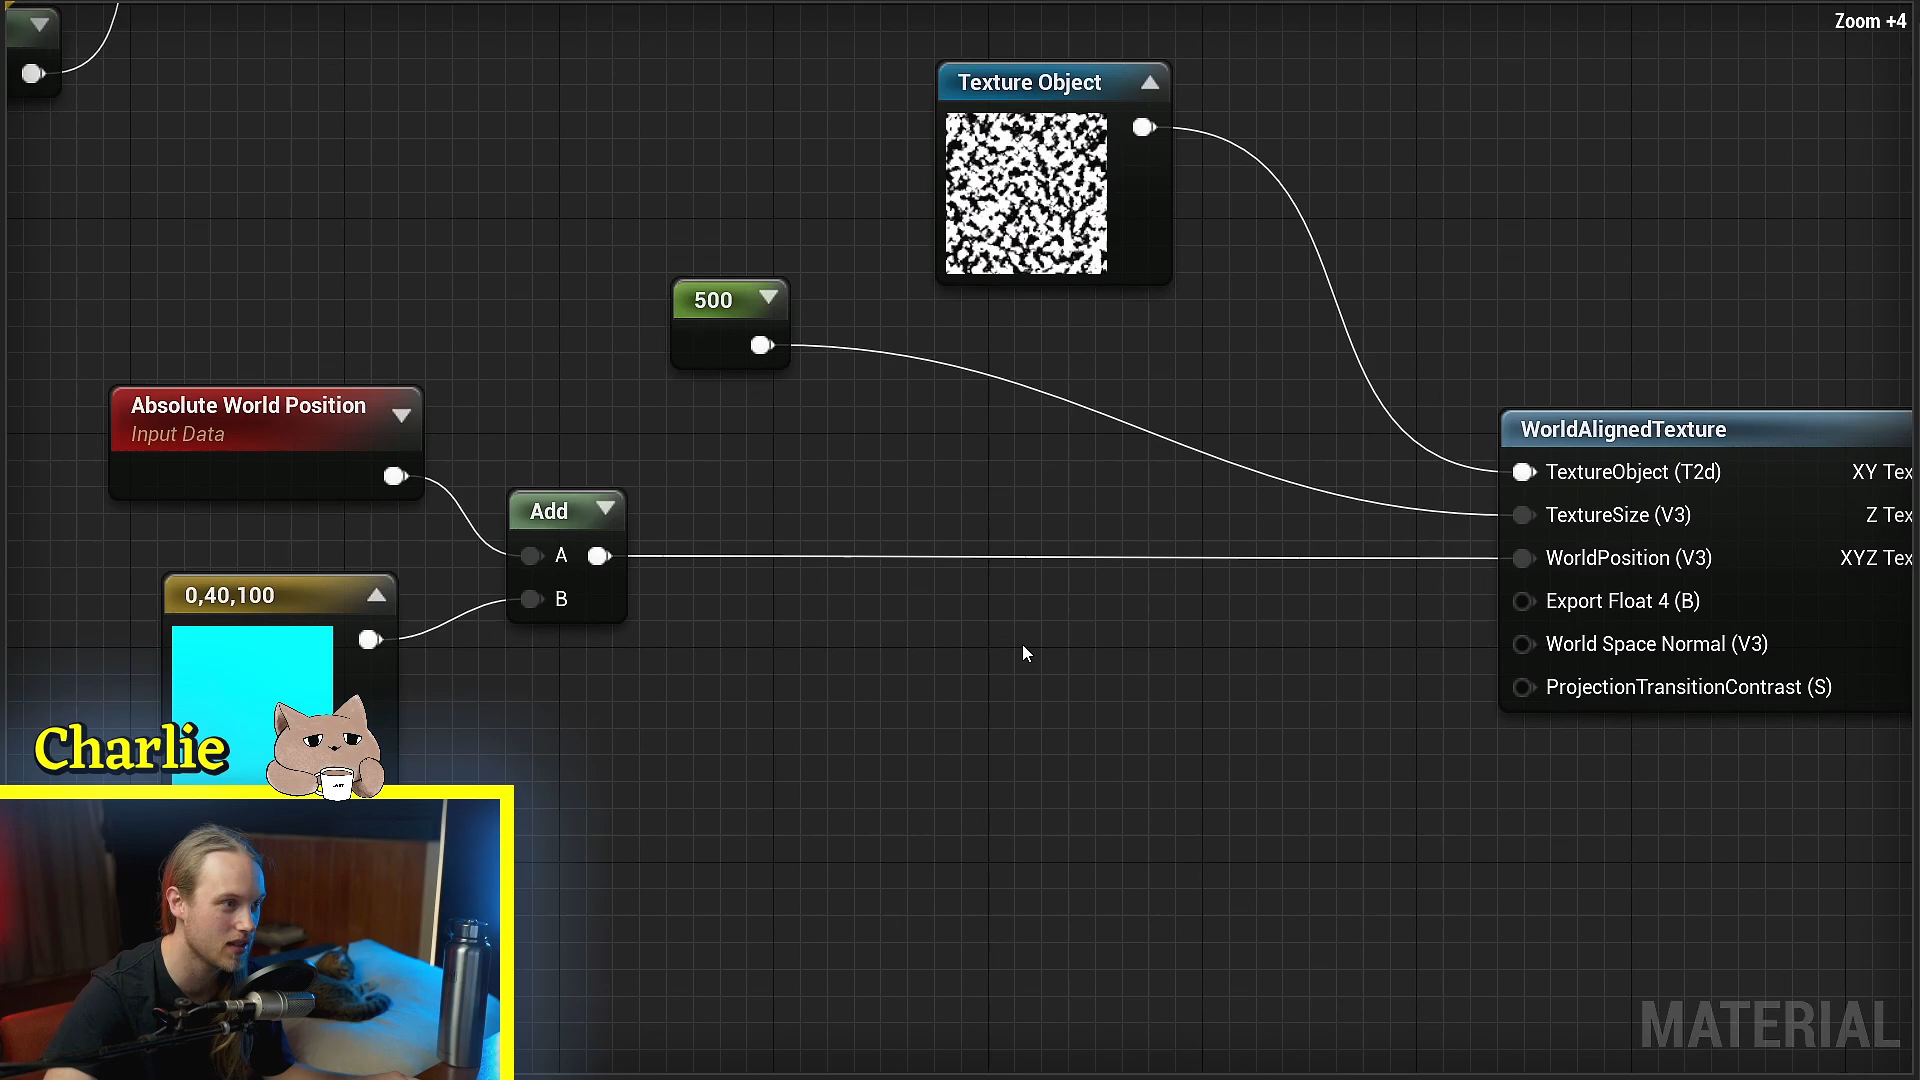 Zoom +4
Texture Object
500
Absolute World Position
Input Data
Add
A
B
0,40,100
WorldAlignedTexture
TextureObject (T2d)
XY Tex
TextureSize (V3)
Z Tex
WorldPosition (V3)
XYZ Tex
Export Float 4 (B)
World Space Normal (V3)
ProjectionTransitionContrast (S)
Charlie
MATERIAL